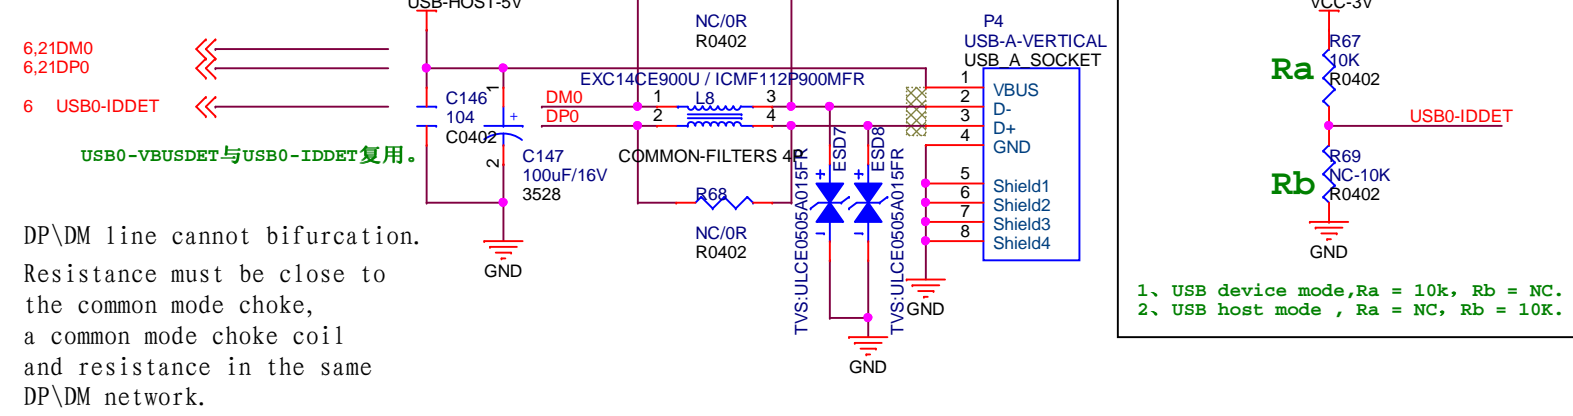 USB-HOST-5V
VCC-3V
6,21DM0
6,21DP0
6 USB0-IDDET
USB0-VBUSDET与USB0-IDDET复用。
C146
104
C0402
1
+
2
C147
100uF/16V
3528
GND
NC/0R
R0402
EXC14CE900U / ICMF112P900MFR
DM0
DP0
1
2
L8
3
4
COMMON-FILTERS 4P
R68
NC/0R
R0402
ESD7
TVS:ULCE0505A015FR
ESD8
TVS:ULCE0505A015FR
GND
P4
USB-A-VERTICAL
USB_A_SOCKET
1 VBUS
2 D-
3 D+
4 GND
5 Shield1
6 Shield2
7 Shield3
8 Shield4
GND
Ra
R67
10K
R0402
USB0-IDDET
Rb
R69
NC-10K
R0402
GND
1、USB device mode,Ra = 10k, Rb = NC.
2、USB host mode , Ra = NC, Rb = 10K.
DP\DM line cannot bifurcation.
Resistance must be close to
the common mode choke,
a common mode choke coil
and resistance in the same
DP\DM network.